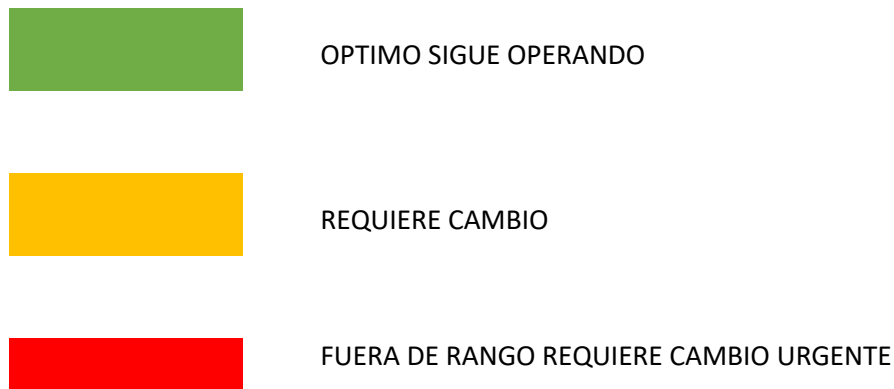 OPTIMO SIGUE OPERANDO
REQUIERE CAMBIO
FUERA DE RANGO REQUIERE CAMBIO URGENTE